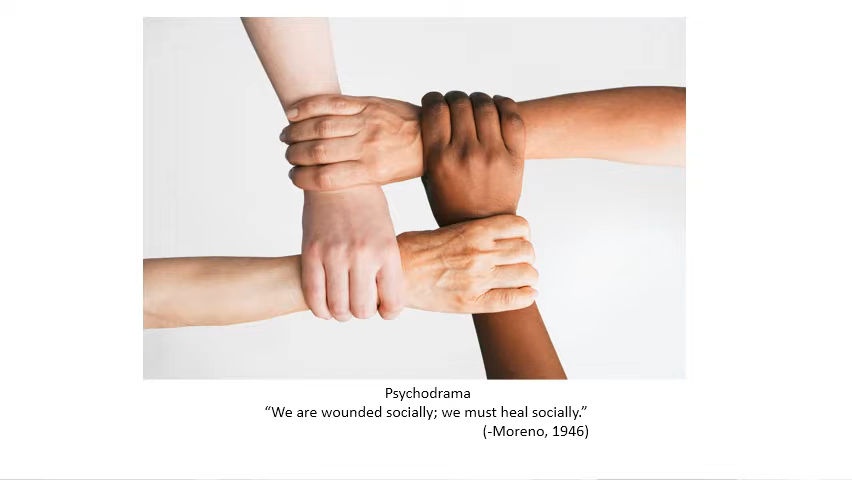 Psychodrama
“We are wounded socially; we must heal socially.”
(-Moreno, 1946)